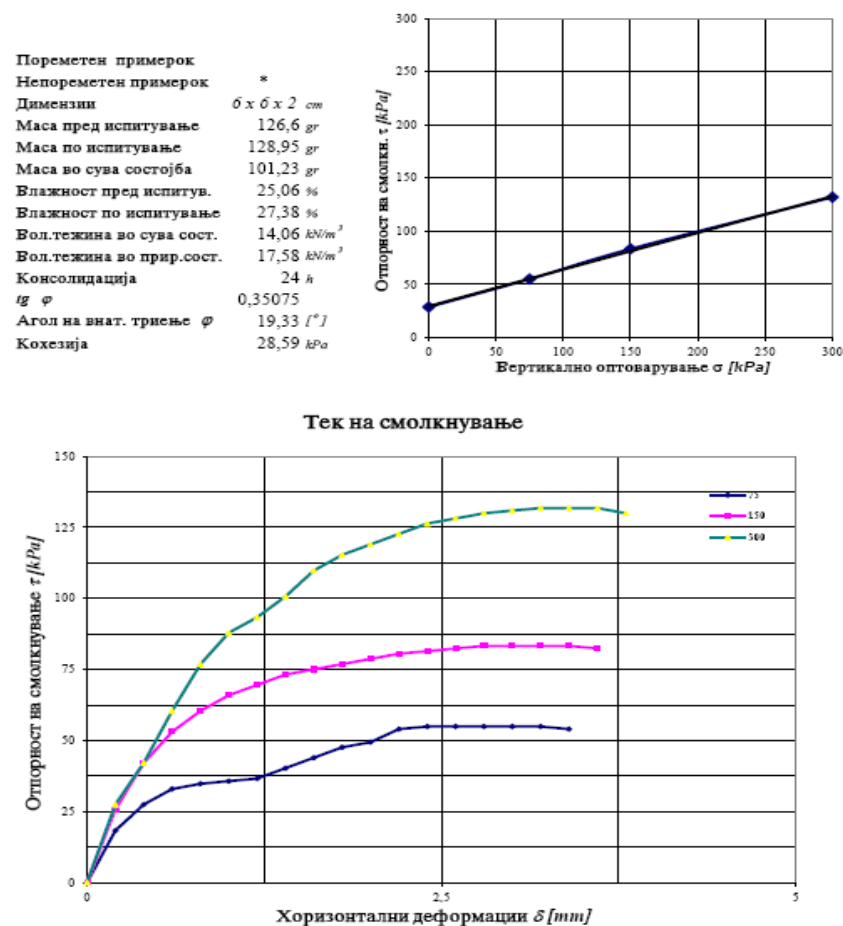 Пореметен примерок
Непореметен примерок *
Димензии 6 x 6 x 2 cm
Маса пред испитување 126,6 gr
Маса по испитување 128,95 gr
Маса во сува состојба 101,23 gr
Влажност пред испитув. 25,06 %
Влажност по испитување 27,38 %
Вол.тежина во сува сост. 14,06 kN/m³
Вол.тежина во прир.сост. 17,58 kN/m³
Консолидација 24 h
tg φ 0,35075
Агол на внат. триење φ 19,33 [°]
Кохезија 28,59 kPa
Отпорност на смолкн. τ [kPa]
300
250
200
150
100
50
0
0 50 100 150 200 250 300
Вертикално оптоварување σ [kPa]
Тек на смолкнување
Отпорност на смолкнување τ [kPa]
150
125
100
75
50
25
0
75
150
300
0 2,5 5
Хоризонтални деформации δ [mm]